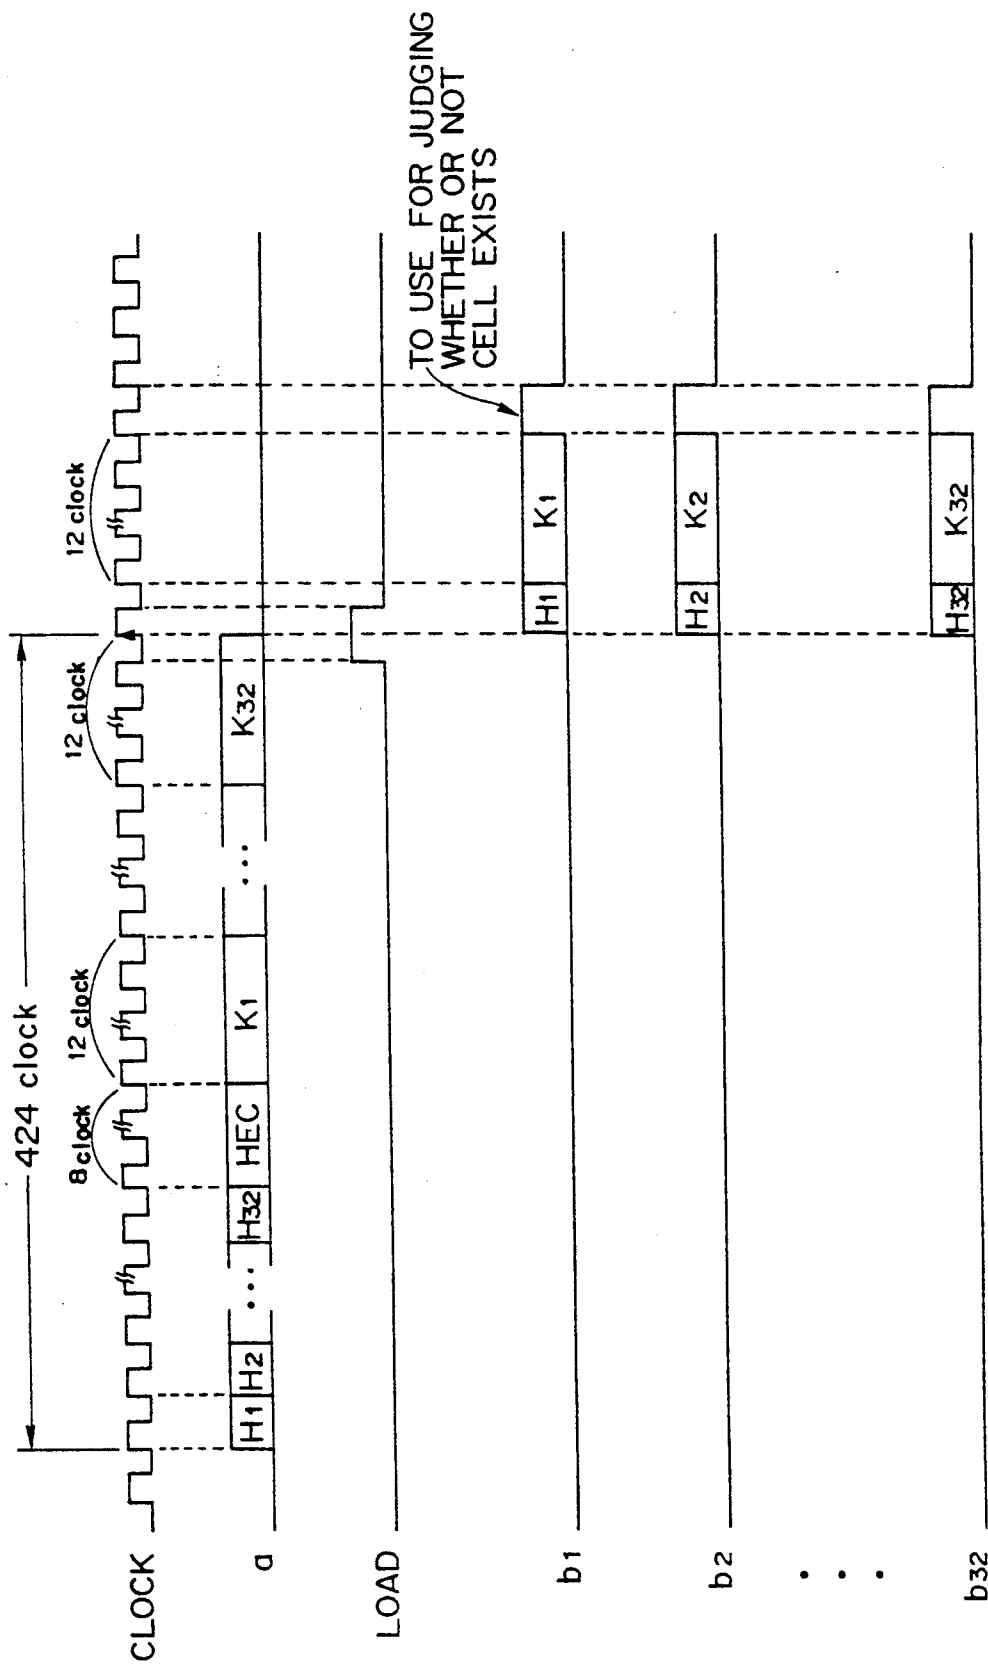 424 clock
8 clock
12 clock
12 clock
12 clock
CLOCK
a
H1 H2 ... H32 HEC K1 ... K32
LOAD
TO USE FOR JUDGING
WHETHER OR NOT
CELL EXISTS
b1
H1 K1
b2
H2 K2
b32
H32 K32